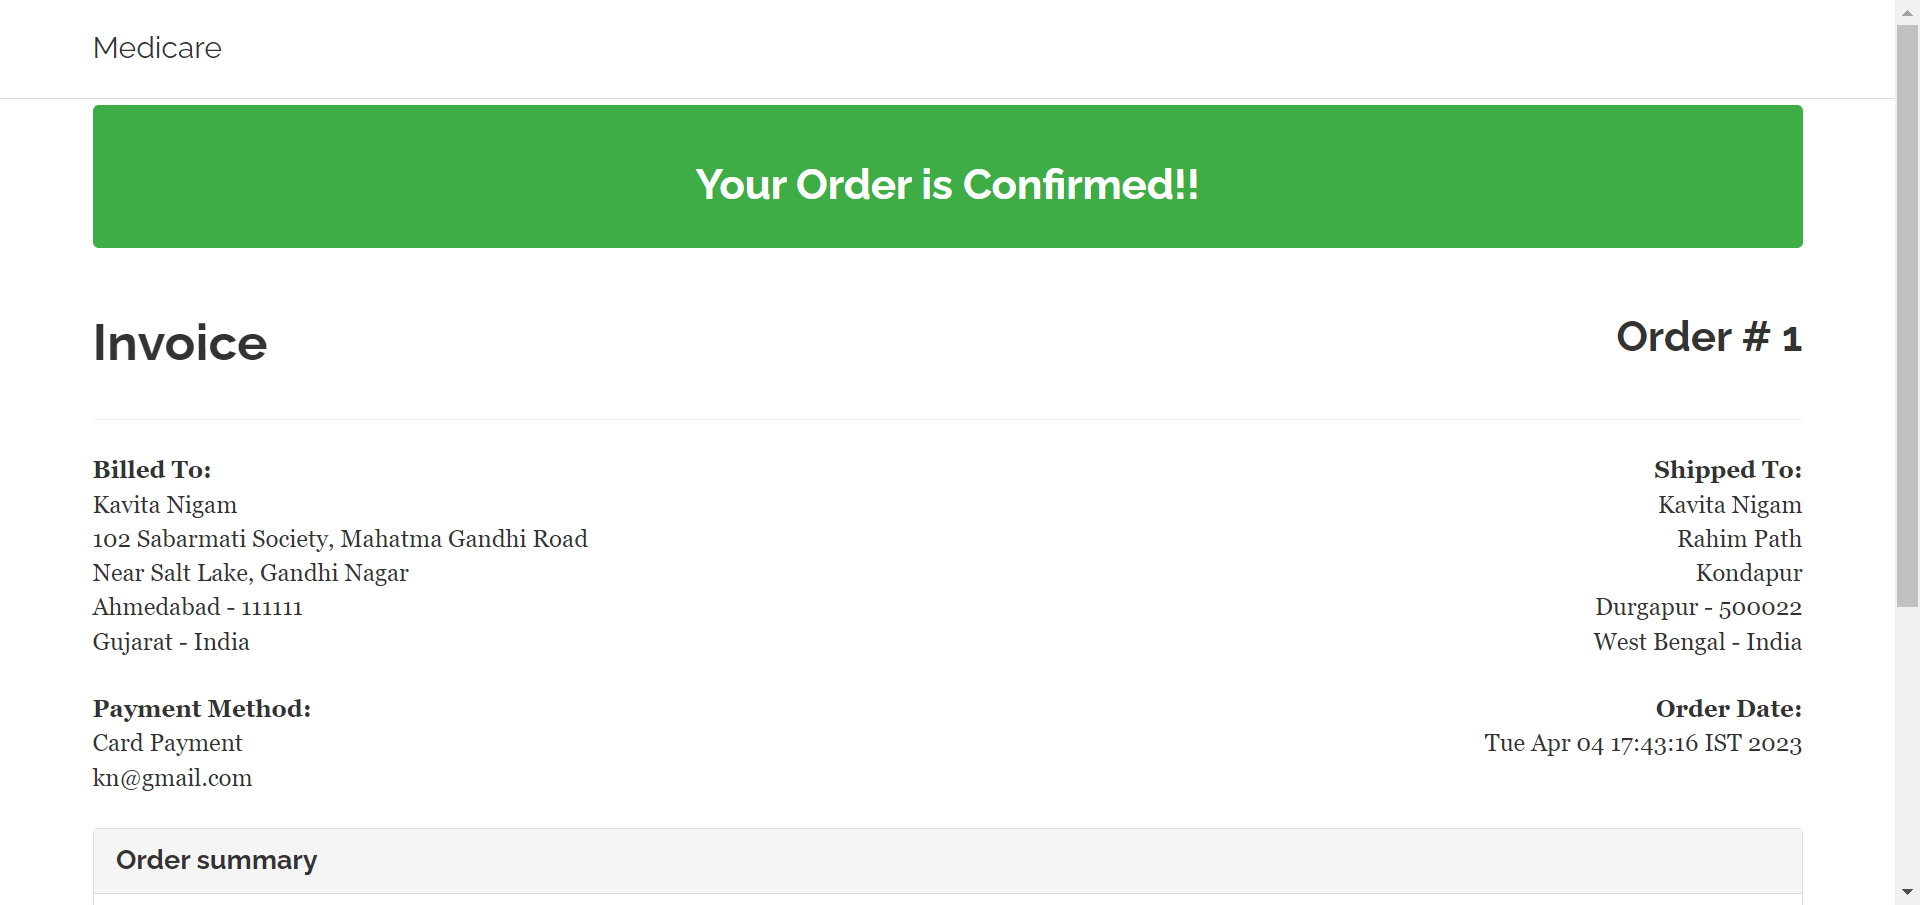 Medicare
Your Order is Confirmed!!
Invoice
Order # 1
Billed To:
Kavita Nigam
102 Sabarmati Society, Mahatma Gandhi Road
Near Salt Lake, Gandhi Nagar
Ahmedabad - 111111
Gujarat - India
Shipped To:
Kavita Nigam
Rahim Path
Kondapur
Durgapur - 500022
West Bengal - India
Payment Method:
Card Payment
kn@gmail.com
Order Date:
Tue Apr 04 17:43:16 IST 2023
Order summary